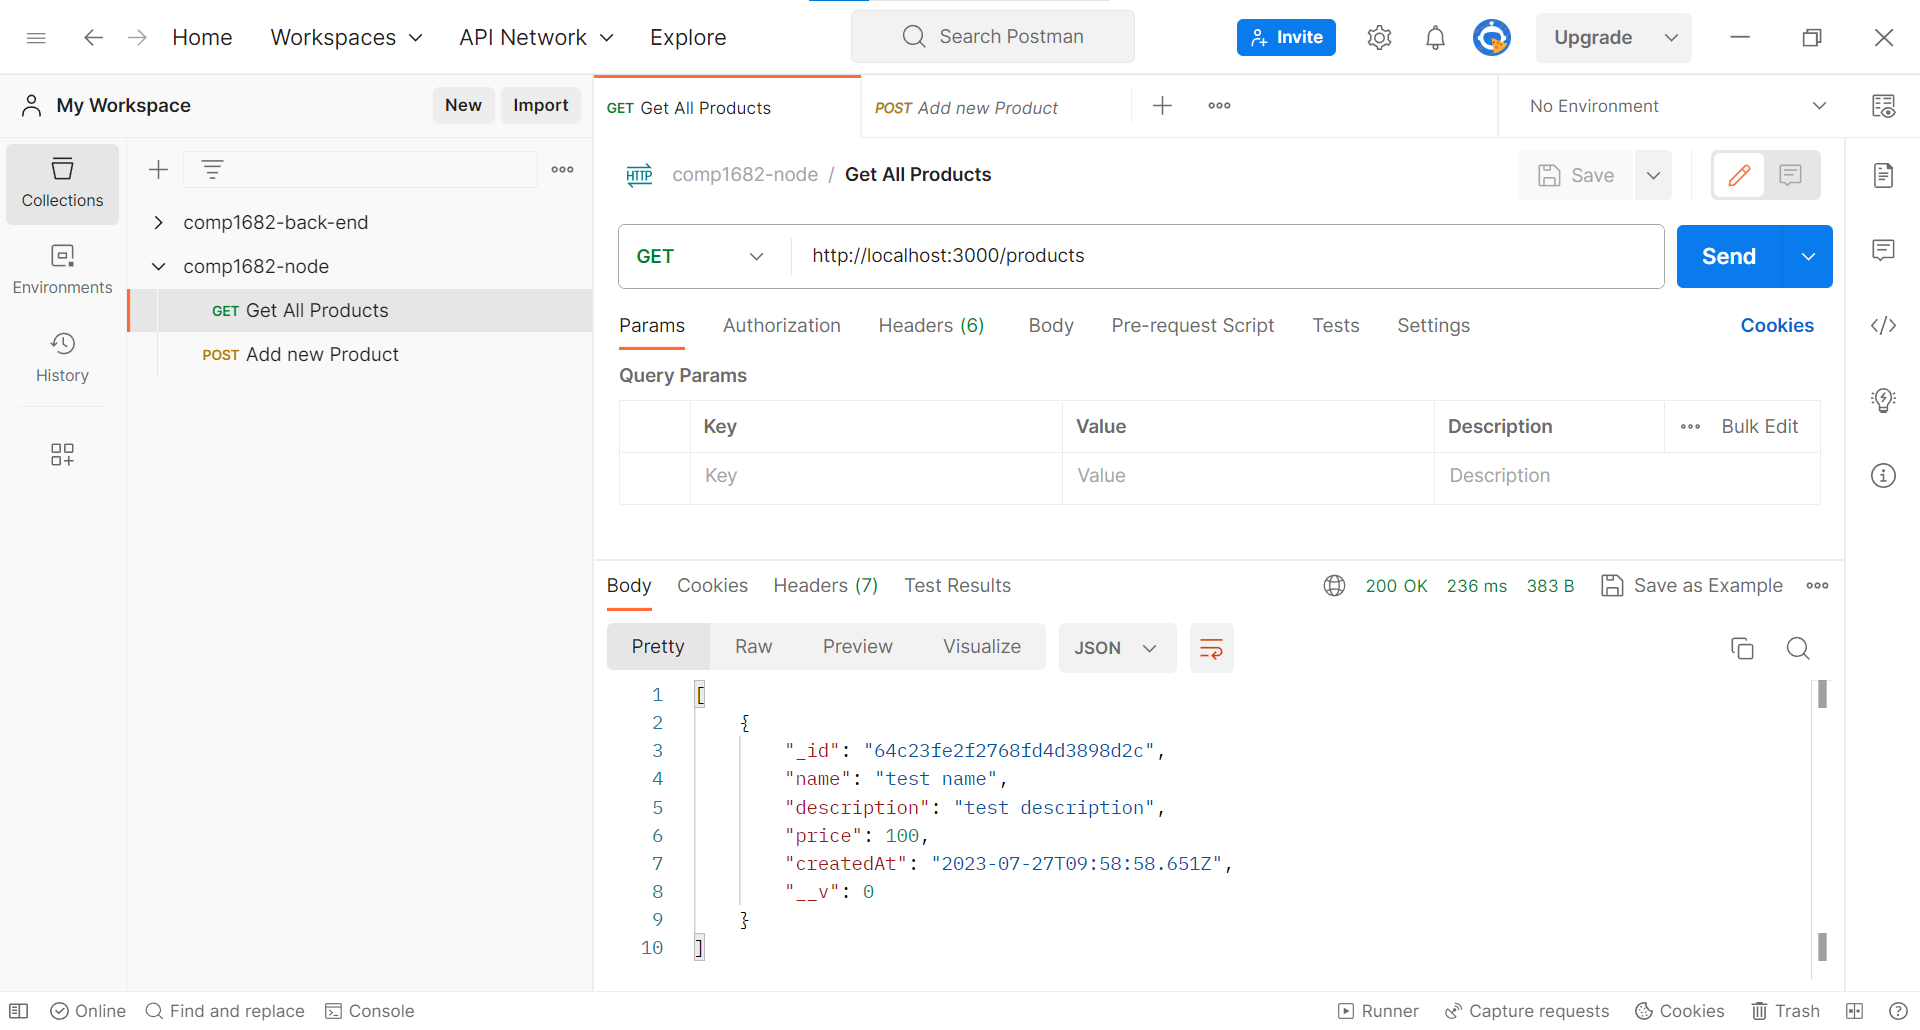 Home Workspaces API Network Explore Search Postman Invite Upgrade
My Workspace New Import
GET Get All Products POST Add new Product No Environment
Collections
Environments
History
comp1682-back-end
comp1682-node
GET Get All Products
POST Add new Product
HTTP comp1682-node / Get All Products Save
GET http://localhost:3000/products Send
Params Authorization Headers (6) Body Pre-request Script Tests Settings Cookies
Query Params
Key Value Description Bulk Edit
Key Value Description
Body Cookies Headers (7) Test Results 200 OK 236 ms 383 B Save as Example
Pretty Raw Preview Visualize JSON
1 [
2 {
3 "_id": "64c23fe2f2768fd4d3898d2c",
4 "name": "test name",
5 "description": "test description",
6 "price": 100,
7 "createdAt": "2023-07-27T09:58:58.651Z",
8 "__v": 0
9 }
10 ]
Online Find and replace Console Runner Capture requests Cookies Trash